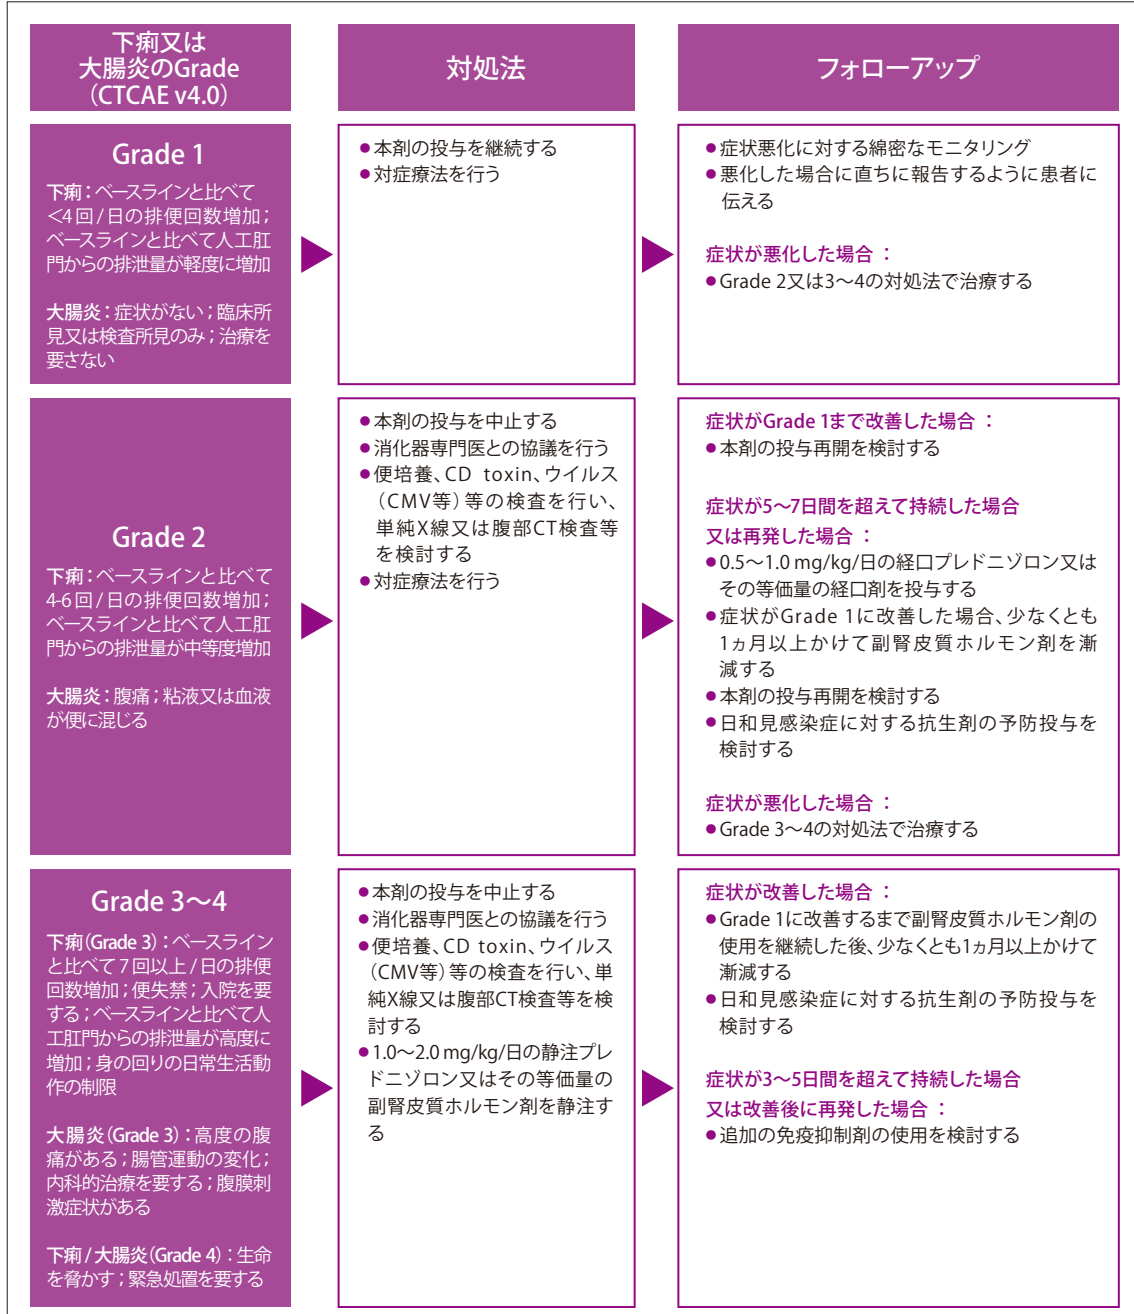 下痢又は
大腸炎のGrade
（CTCAE v4.0）
対処法
フォローアップ
Grade 1
下痢：ベースラインと比べて
<4回/日の排便回数増加；
ベースラインと比べて人工肛
門からの排泄量が軽度に増加
大腸炎：症状がない；臨床所
見又は検査所見のみ；治療を
要さない
●本剤の投与を継続する
●対症療法を行う
●症状悪化に対する綿密なモニタリング
●悪化した場合に直ちに報告するように患者に
伝える
症状が悪化した場合：
●Grade 2又は3～4の対処法で治療する
Grade 2
下痢：ベースラインと比べて
4-6回/日の排便回数増加；
ベースラインと比べて人工肛
門からの排泄量が中等度増加
大腸炎：腹痛；粘液又は血液
が便に混じる
●本剤の投与を中止する
●消化器専門医との協議を行う
●便培養、CD toxin、ウイルス
（CMV等）等の検査を行い、
単純X線又は腹部CT検査等
を検討する
●対症療法を行う
症状がGrade 1まで改善した場合：
●本剤の投与再開を検討する
症状が5～7日間を超えて持続した場合
又は再発した場合：
●0.5～1.0 mg/kg/日の経口プレドニゾロン又は
その等価量の経口剤を投与する
●症状がGrade 1に改善した場合、少なくとも
1ヵ月以上かけて副腎皮質ホルモン剤を漸
減する
●本剤の投与再開を検討する
●日和見感染症に対する抗生剤の予防投与を
検討する
症状が悪化した場合：
●Grade 3～4の対処法で治療する
Grade 3～4
下痢（Grade 3）：ベースライン
と比べて7回以上/日の排便
回数増加；便失禁；入院を要
する；ベースラインと比べて人
工肛門からの排泄量が高度に
増加；身の回りの日常生活動
作の制限
大腸炎（Grade 3）：高度の腹
痛がある；腸管運動の変化；
内科的治療を要する；腹膜刺
激症状がある
下痢/大腸炎（Grade 4）：生命
を脅かす；緊急処置を要する
●本剤の投与を中止する
●消化器専門医との協議を行う
●便培養、CD toxin、ウイルス
（CMV等）等の検査を行い、単
純X線又は腹部CT検査等を検
討する
●1.0～2.0 mg/kg/日の静注プレ
ドニゾロン又はその等価量の
副腎皮質ホルモン剤を静注す
る
症状が改善した場合：
●Grade 1に改善するまで副腎皮質ホルモン剤の
使用を継続した後、少なくとも1ヵ月以上かけて
漸減する
●日和見感染症に対する抗生剤の予防投与を
検討する
症状が3～5日間を超えて持続した場合
又は改善後に再発した場合：
●追加の免疫抑制剤の使用を検討する